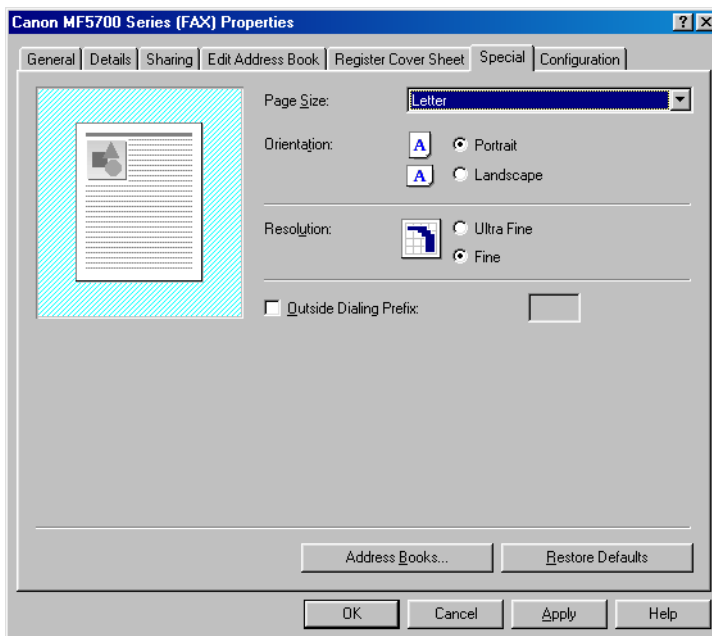 Canon MF5700 Series (FAX) Properties
General Details Sharing Edit Address Book Register Cover Sheet Special Configuration
Page Size: Letter
Orientation: A Portrait
A Landscape
Resolution: Ultra Fine
Fine
Outside Dialing Prefix:
Address Books... Restore Defaults
OK Cancel Apply Help